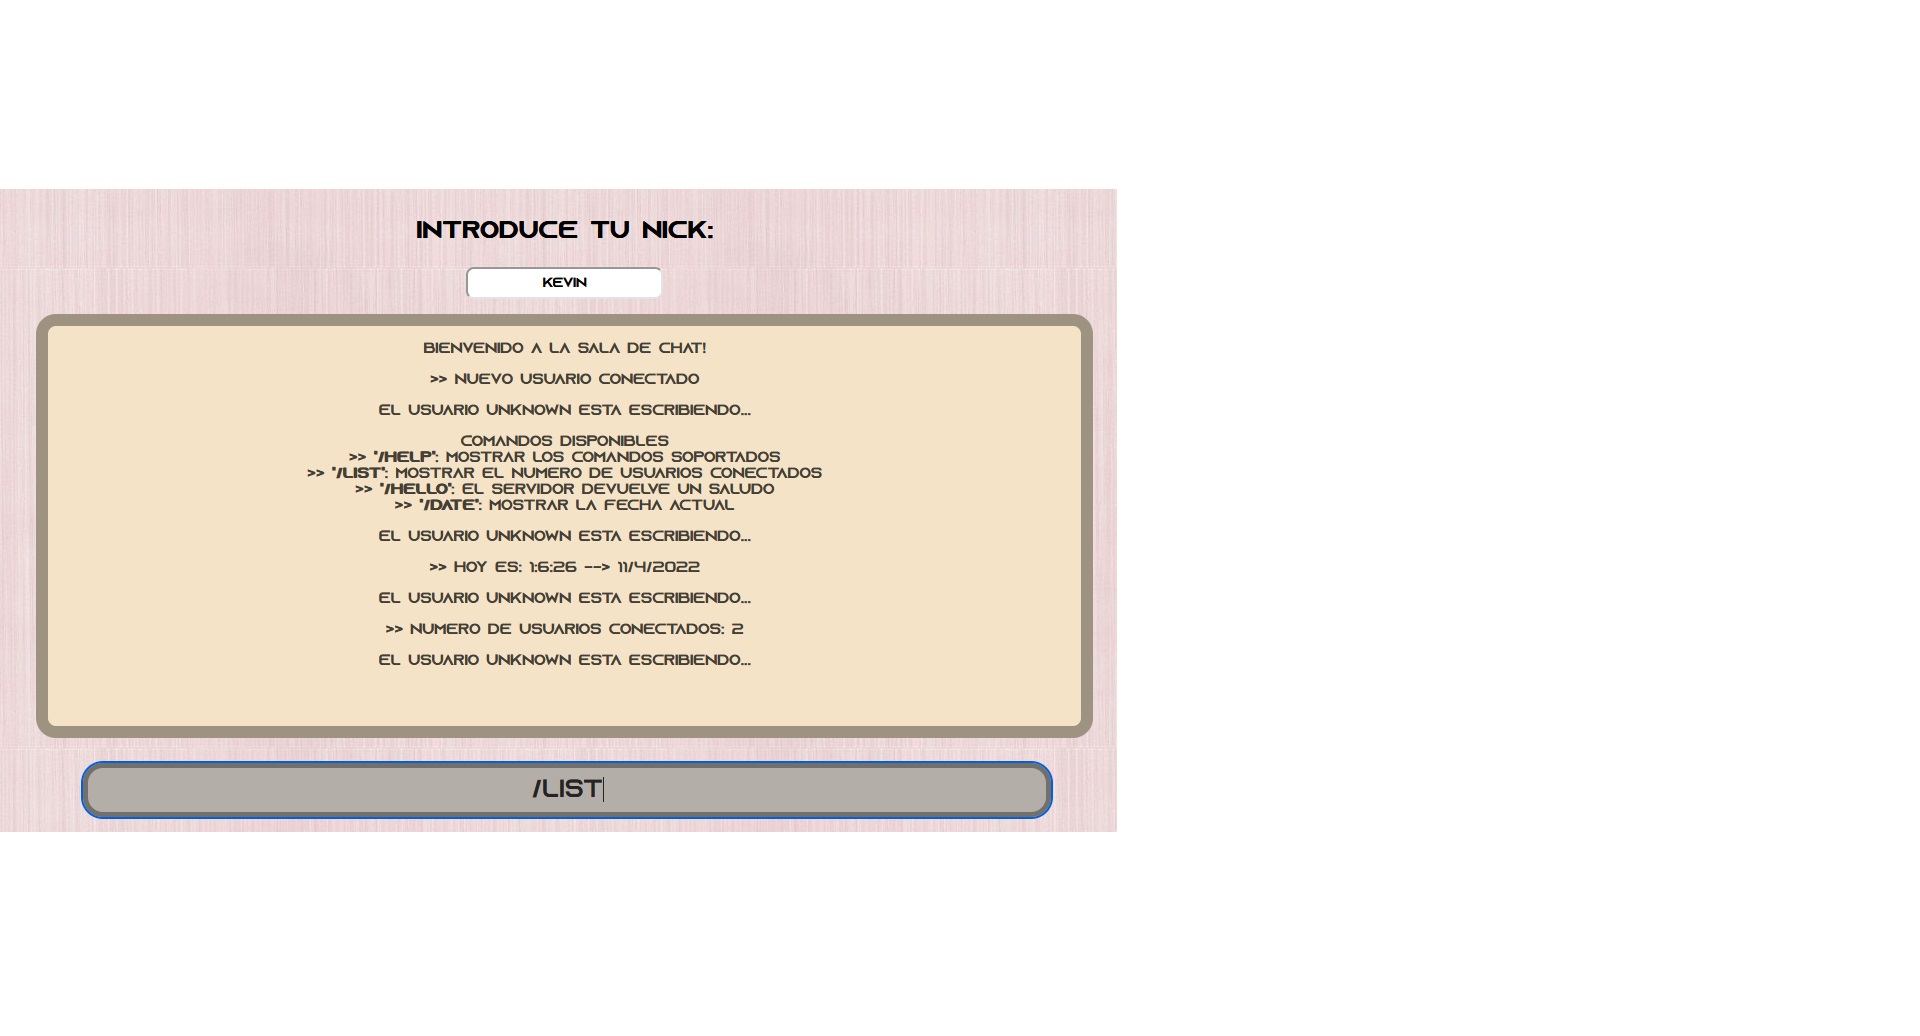 INTRODUCE TU NICK:
KEVIN
BIENVENIDO A LA SALA DE CHAT!
>> NUEVO USUARIO CONECTADO
EL USUARIO UNKNOWN ESTA ESCRIBIENDO...
COMANDOS DISPONIBLES
>> "/HELP": MOSTRAR LOS COMANDOS SOPORTADOS
>> "/LIST": MOSTRAR EL NUMERO DE USUARIOS CONECTADOS
>> "/HELLO": EL SERVIDOR DEVUELVE UN SALUDO
>> "/DATE": MOSTRAR LA FECHA ACTUAL
EL USUARIO UNKNOWN ESTA ESCRIBIENDO...
>> HOY ES: 1:6:26 --> 11/4/2022
EL USUARIO UNKNOWN ESTA ESCRIBIENDO...
>> NUMERO DE USUARIOS CONECTADOS: 2
EL USUARIO UNKNOWN ESTA ESCRIBIENDO...
/LIST